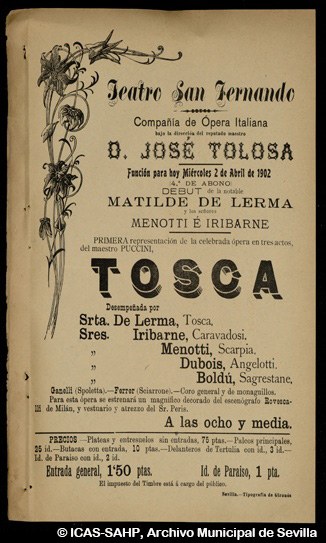 Teatro San Fernando
Compañía de Ópera Italiana
bajo la dirección del reputado maestro
D. JOSÉ TOLOSA
Función para hoy Miércoles 2 de Abril de 1902
(4.ª DE ABONO)
DEBUT de la notable
MATILDE DE LERMA
y los señores
MENOTTI É IRIBARNE
PRIMERA representación de la celebrada ópera en tres actos,
del maestro PUCCINI,
TOSCA
Desempeñada por
Srta. De Lerma, Tosca,
Sres. Iribarne, Caravadosi,
„ Menotti, Scarpia,
„ Dubois, Angelotti,
„ Boldú, Sagrestane,
Ganelli (Spoletta).—Ferrer (Sciarrone).—Coro general y de monaguillos.
Para esta ópera se estrenará un magnífico decorado del escenógrafo Rovesca-
lli de Milán, y vestuario y atrezzo del Sr. Peris.
A las ocho y media.
PRECIOS—Plateas y entresuelos sin entradas, 75 ptas.—Palcos principales,
25 id.—Butacas con entrada, 10 ptas.—Delanteros de Tertulia con id., 3 id.—
Id. de Paraíso con id., 2 id.
Entrada general, 1'50 ptas. Id. de Paraíso, 1 pta.
El impuesto del Timbre está á cargo del público.
Sevilla.—Tipografía de Gironés
© ICAS-SAHP, Archivo Municipal de Sevilla